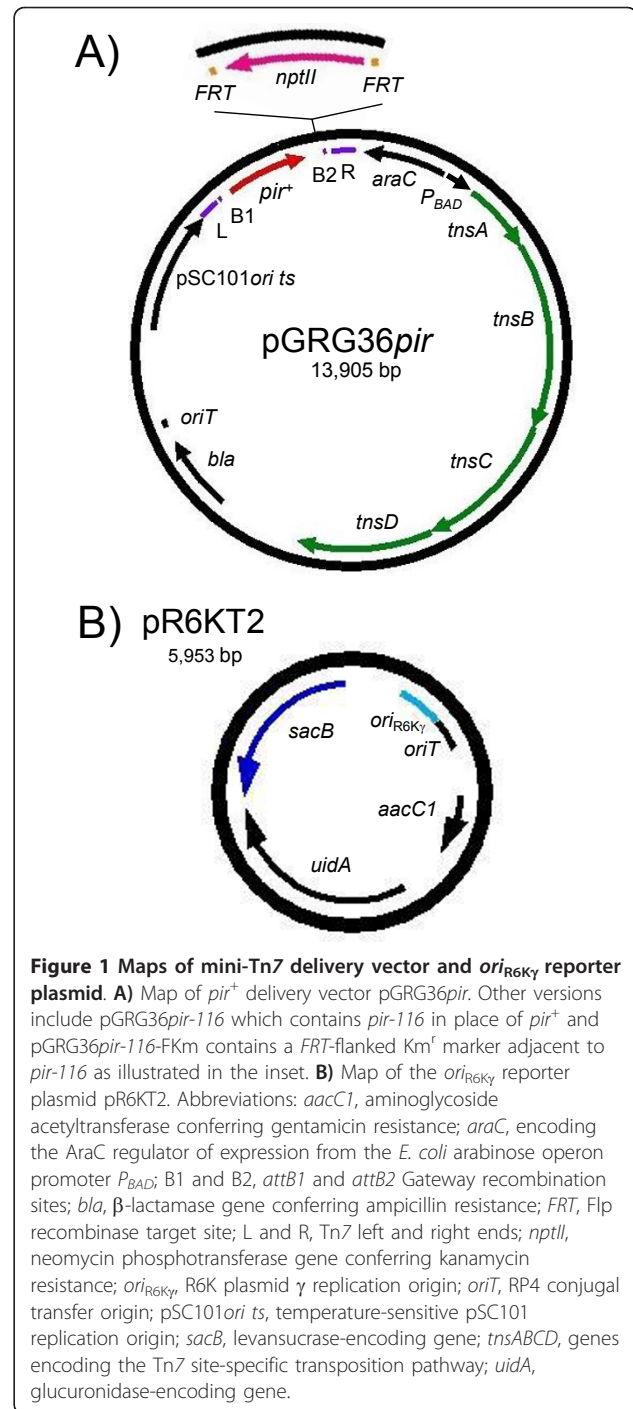 A)
nptII
FRT
FRT
pir⁺
B2 R
araC
P_BAD
B1
L
tnsA
pSC101ori ts
tnsB
pGRG36pir
13,905 bp
oriT
bla
tnsC
tnsD
B) pR6KT2
5,953 bp
sacB
ori_R6Kγ
oriT
aacC1
uidA
Figure 1 Maps of mini-Tn7 delivery vector and ori_R6Kγ reporter
plasmid. A) Map of pir⁺ delivery vector pGRG36pir. Other versions
include pGRG36pir-116 which contains pir-116 in place of pir⁺ and
pGRG36pir-116-FKm contains a FRT-flanked Kmʳ marker adjacent to
pir-116 as illustrated in the inset. B) Map of the ori_R6Kγ reporter
plasmid pR6KT2. Abbreviations: aacC1, aminoglycoside
acetyltransferase conferring gentamicin resistance; araC, encoding
the AraC regulator of expression from the E. coli arabinose operon
promoter P_BAD; B1 and B2, attB1 and attB2 Gateway recombination
sites; bla, β-lactamase gene conferring ampicillin resistance; FRT, Flp
recombinase target site; L and R, Tn7 left and right ends; nptII,
neomycin phosphotransferase gene conferring kanamycin
resistance; ori_R6Kγ, R6K plasmid γ replication origin; oriT, RP4 conjugal
transfer origin; pSC101ori ts, temperature-sensitive pSC101
replication origin; sacB, levansucrase-encoding gene; tnsABCD, genes
encoding the Tn7 site-specific transposition pathway; uidA,
glucuronidase-encoding gene.